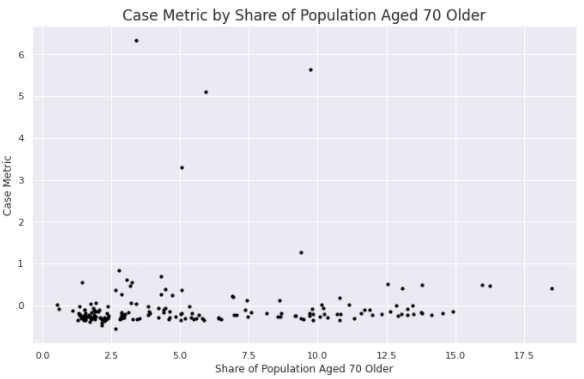 Case Metric by Share of Population Aged 70 Older
6
5
4
3
2
1
0
Case Metric
0.0 2.5 5.0 7.5 10.0 12.5 15.0 17.5
Share of Population Aged 70 Older